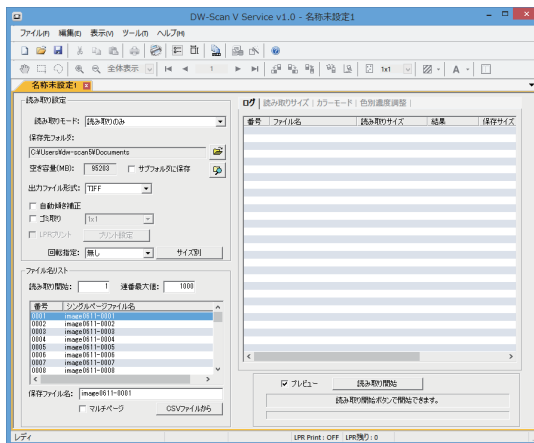 DW-Scan V Service v1.0 - 名称未設定1
ファイル(F) 編集(E) 表示(V) ツール(T) ヘルプ(H)
全体表示 1 1x1 A
名称未設定1
読み取り設定
読み取りモード: 読み取りのみ
保存先フォルダ:
C:¥Users¥dw-scan5¥Documents
空き容量(MB): 95203 サブフォルダに保存
出力ファイル形式: TIFF
自動傾き補正
ゴミ取り 1x1
LPRプリント プリント設定
回転指定: 無し サイズ別
ファイル名リスト
読み取り開始: 1 連番最大値: 1000
番号 シングルページファイル名
0001 image0611-0001
0002 image0611-0002
0003 image0611-0003
0004 image0611-0004
0005 image0611-0005
0006 image0611-0006
0007 image0611-0007
0008 image0611-0008
保存ファイル名: image0611-0001
マルチページ CSVファイルから
ログ 読み取りサイズ カラーモード 色別濃度調整
番号 ファイル名 読み取りサイズ 結果 保存サイズ
プレビュー 読み取り開始
読み取り開始ボタンで開始できます。
レディ LPR Print : OFF LPR残り : 0